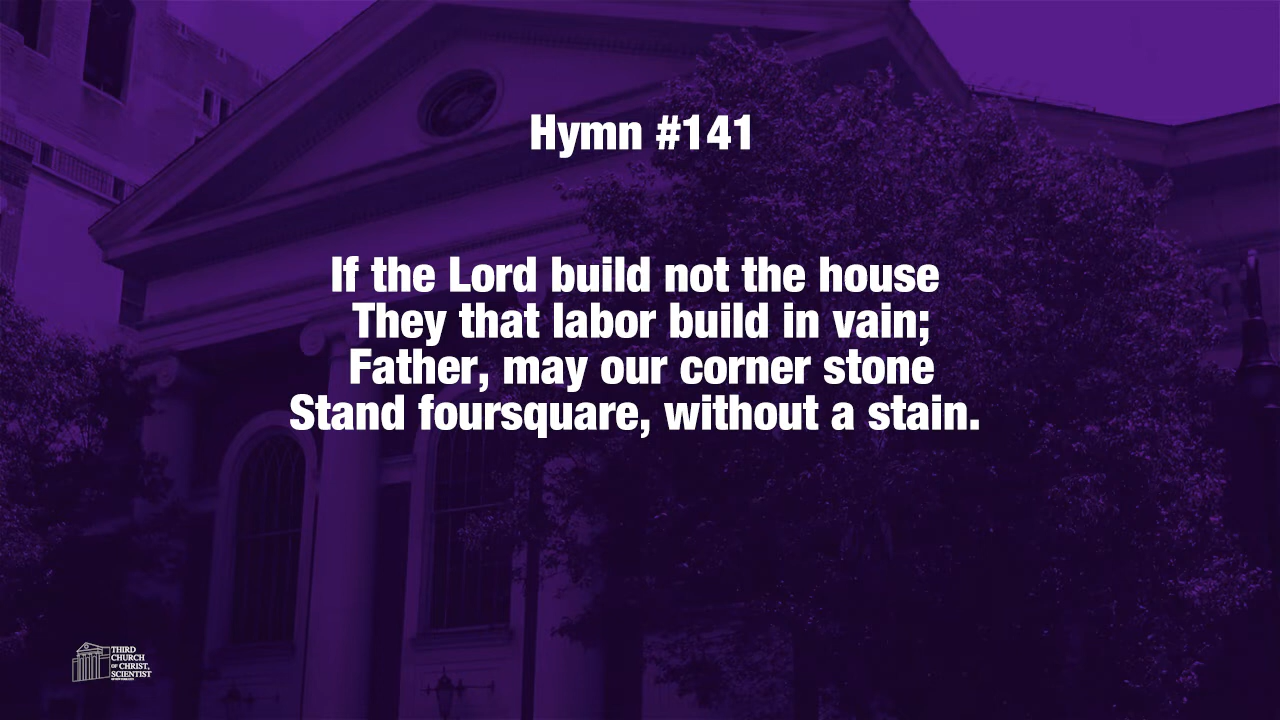 Hymn #141
If the Lord build not the house
They that labor build in vain;
Father, may our corner stone
Stand foursquare, without a stain.
THIRD
CHURCH
OF CHRIST,
SCIENTIST